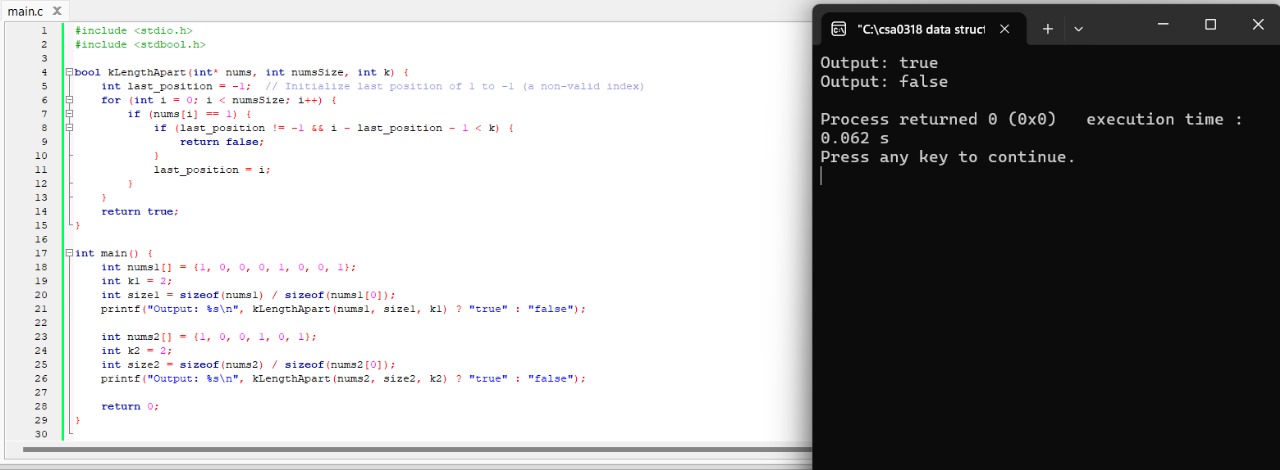 main.c X
1 #include <stdio.h>
2 #include <stdbool.h>
3
4 bool kLengthApart(int* nums, int numsSize, int k) {
5     int last_position = -1;  // Initialize last position of 1 to -1 (a non-valid index)
6     for (int i = 0; i < numsSize; i++) {
7         if (nums[i] == 1) {
8             if (last_position != -1 && i - last_position - 1 < k) {
9                 return false;
10             }
11             last_position = i;
12         }
13     }
14     return true;
15 }
16
17 int main() {
18     int nums1[] = {1, 0, 0, 0, 1, 0, 0, 1};
19     int k1 = 2;
20     int size1 = sizeof(nums1) / sizeof(nums1[0]);
21     printf("Output: %s\n", kLengthApart(nums1, size1, k1) ? "true" : "false");
22
23     int nums2[] = {1, 0, 0, 1, 0, 1};
24     int k2 = 2;
25     int size2 = sizeof(nums2) / sizeof(nums2[0]);
26     printf("Output: %s\n", kLengthApart(nums2, size2, k2) ? "true" : "false");
27
28     return 0;
29 }
30
"C:\csa0318 data struct
Output: true
Output: false
Process returned 0 (0x0)   execution time :
0.062 s
Press any key to continue.